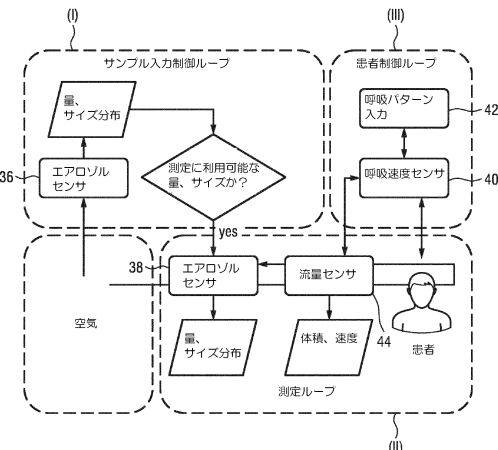 (I)
(III)
サンプル入力制御ループ
患者制御ループ
量、
サイズ分布
呼吸パターン
入力
42
測定に利用可能な
量、サイズか?
36
エアロゾル
センサ
呼吸速度センサ
40
yes
38
エアロゾル
センサ
流量センサ
空気
量、
サイズ分布
体積、速度
44
患者
測定ループ
(II)